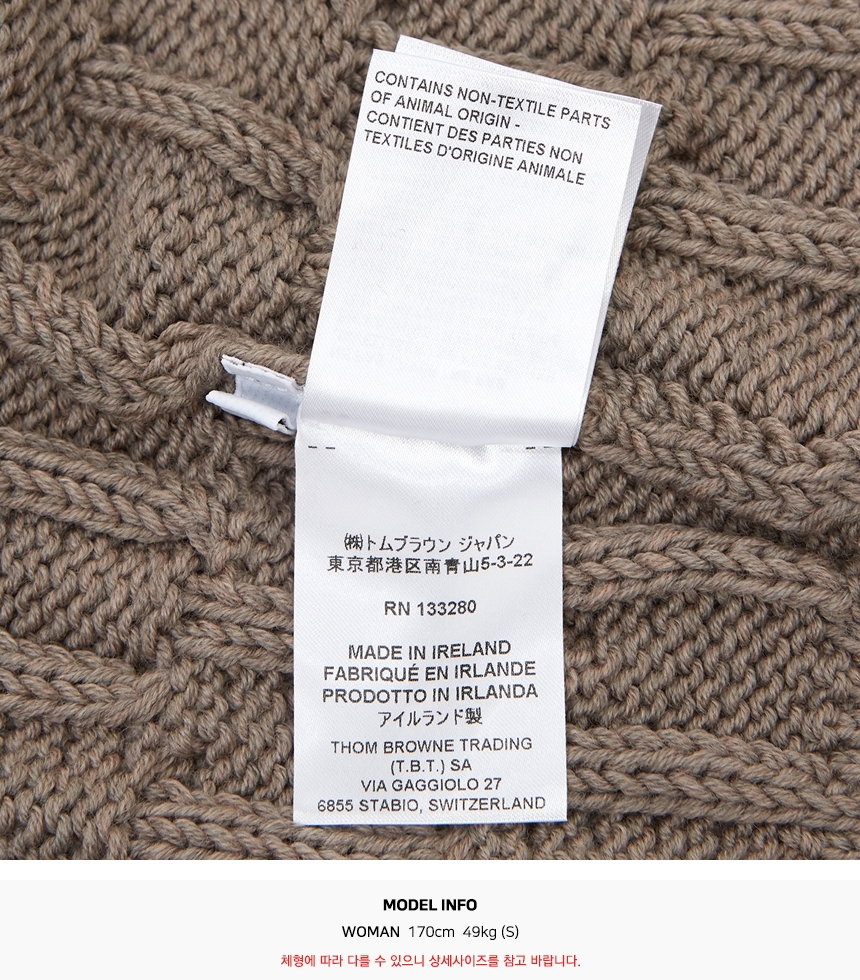 CONTAINS NON-TEXTILE PARTS
OF ANIMAL ORIGIN -
CONTIENT DES PARTIES NON
TEXTILES D'ORIGINE ANIMALE
㈱トムブラウン ジャパン
東京都港区南青山5-3-22
RN 133280
MADE IN IRELAND
FABRIQUÉ EN IRLANDE
PRODOTTO IN IRLANDA
アイルランド製
THOM BROWNE TRADING
(T.B.T.) SA
VIA GAGGIOLO 27
6855 STABIO, SWITZERLAND
MODEL INFO
WOMAN 170cm 49kg (S)
체형에 따라 다를 수 있으니 상세사이즈를 참고 바랍니다.